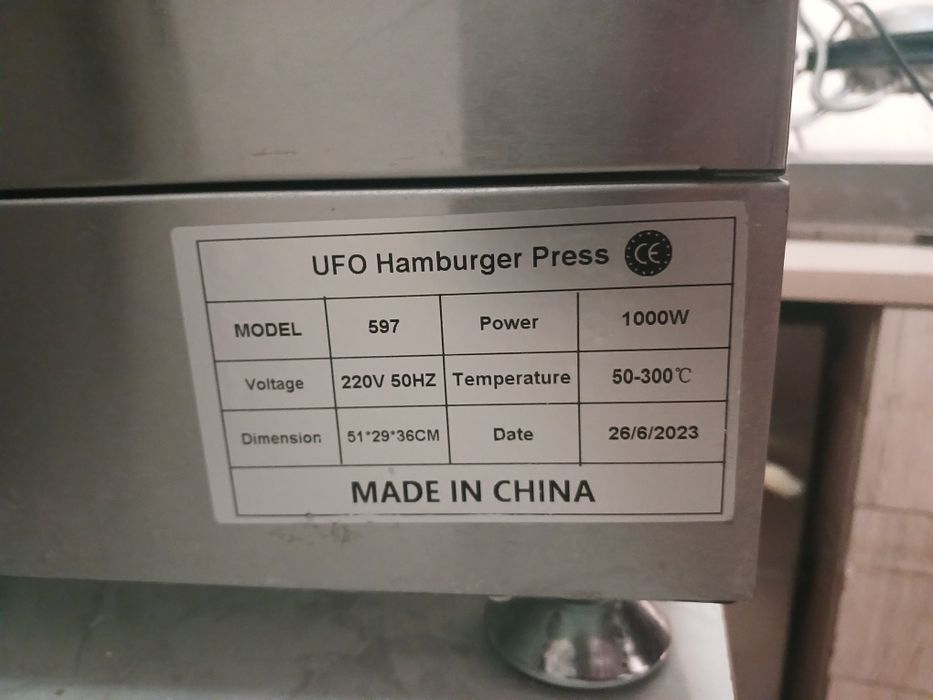 UFO Hamburger Press CE
MODEL 597 Power 1000W
Voltage 220V 50HZ Temperature 50-300℃
Dimension 51*29*36CM Date 26/6/2023
MADE IN CHINA